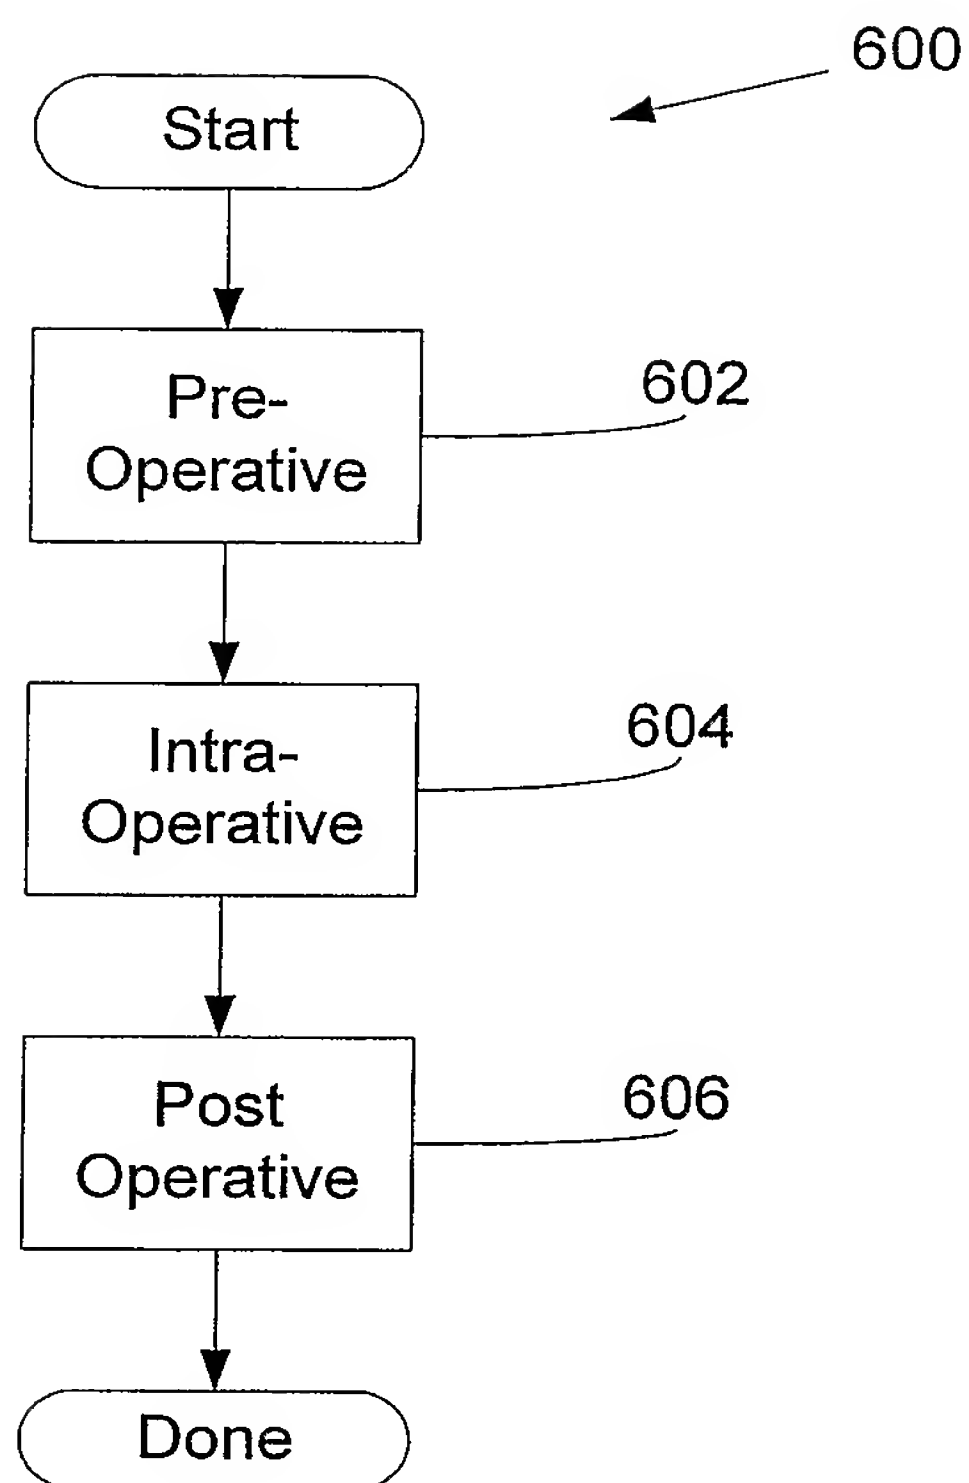 600
Start
Pre-
Operative
602
Intra-
Operative
604
Post
Operative
606
Done